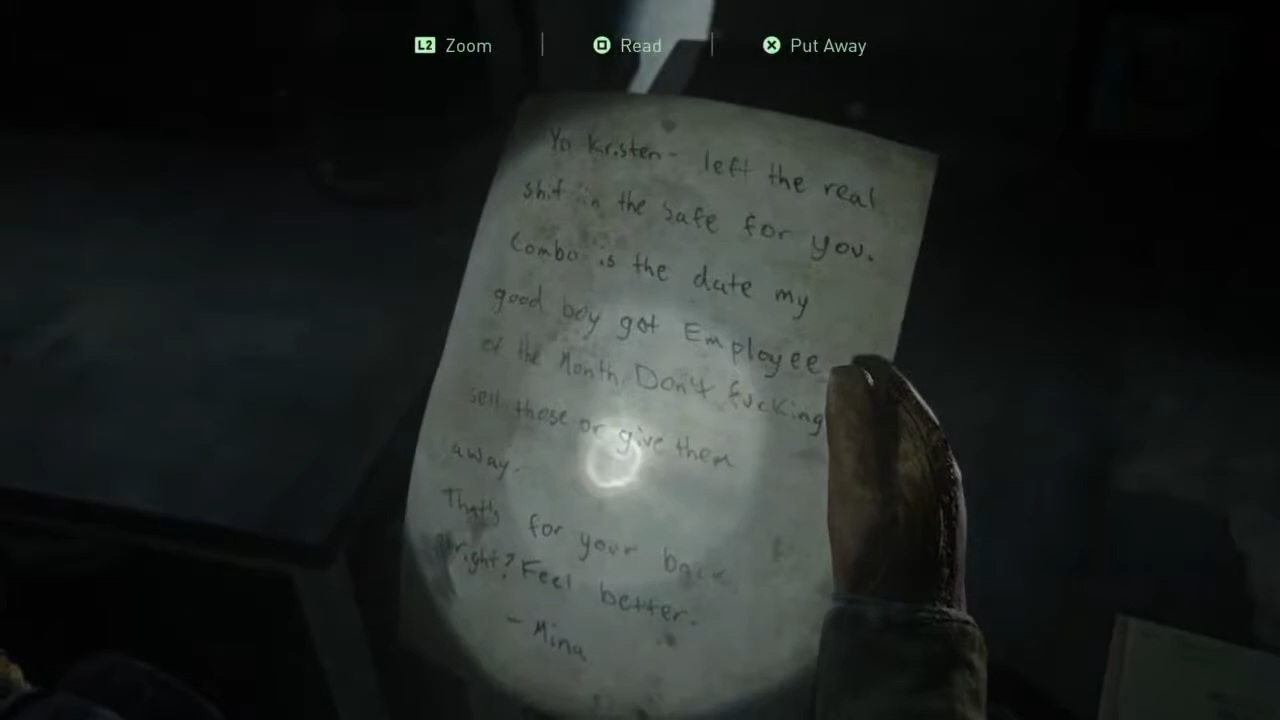 L2 Zoom | Read | Put Away
Yo Kristen - left the real
shit in the safe for you.
Combo is the date my
good boy got Employee
of the Month. Don't fucking
sell these or give them
away.
That's for your back
alright? Feel better.
- Mina